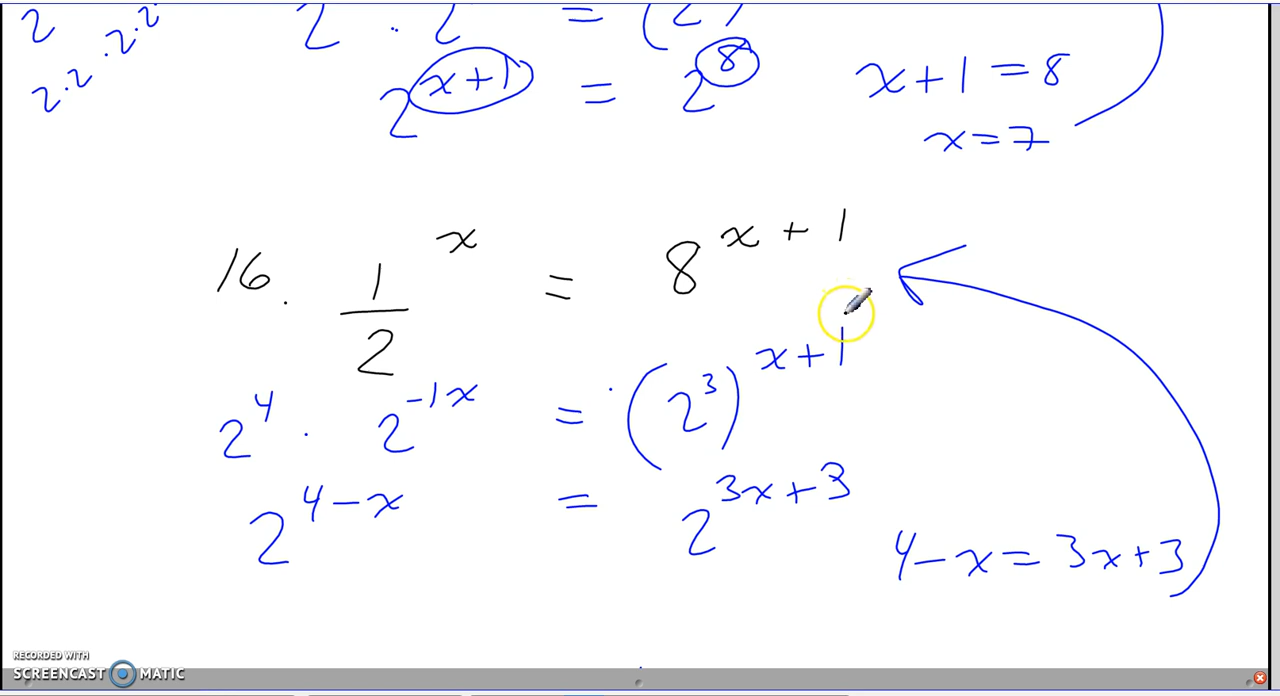 2 2 · 2 = (2)
2·2·2·2
2^{x+1} = 2^{8} x+1=8
x=7
16 · \frac{1}{2}^{x} = 8^{x+1}
2^{4} · 2^{-1x} = (2^{3})^{x+1}
2^{4-x} = 2^{3x+3}
4-x=3x+3
RECORDED WITH
SCREENCAST MATIC